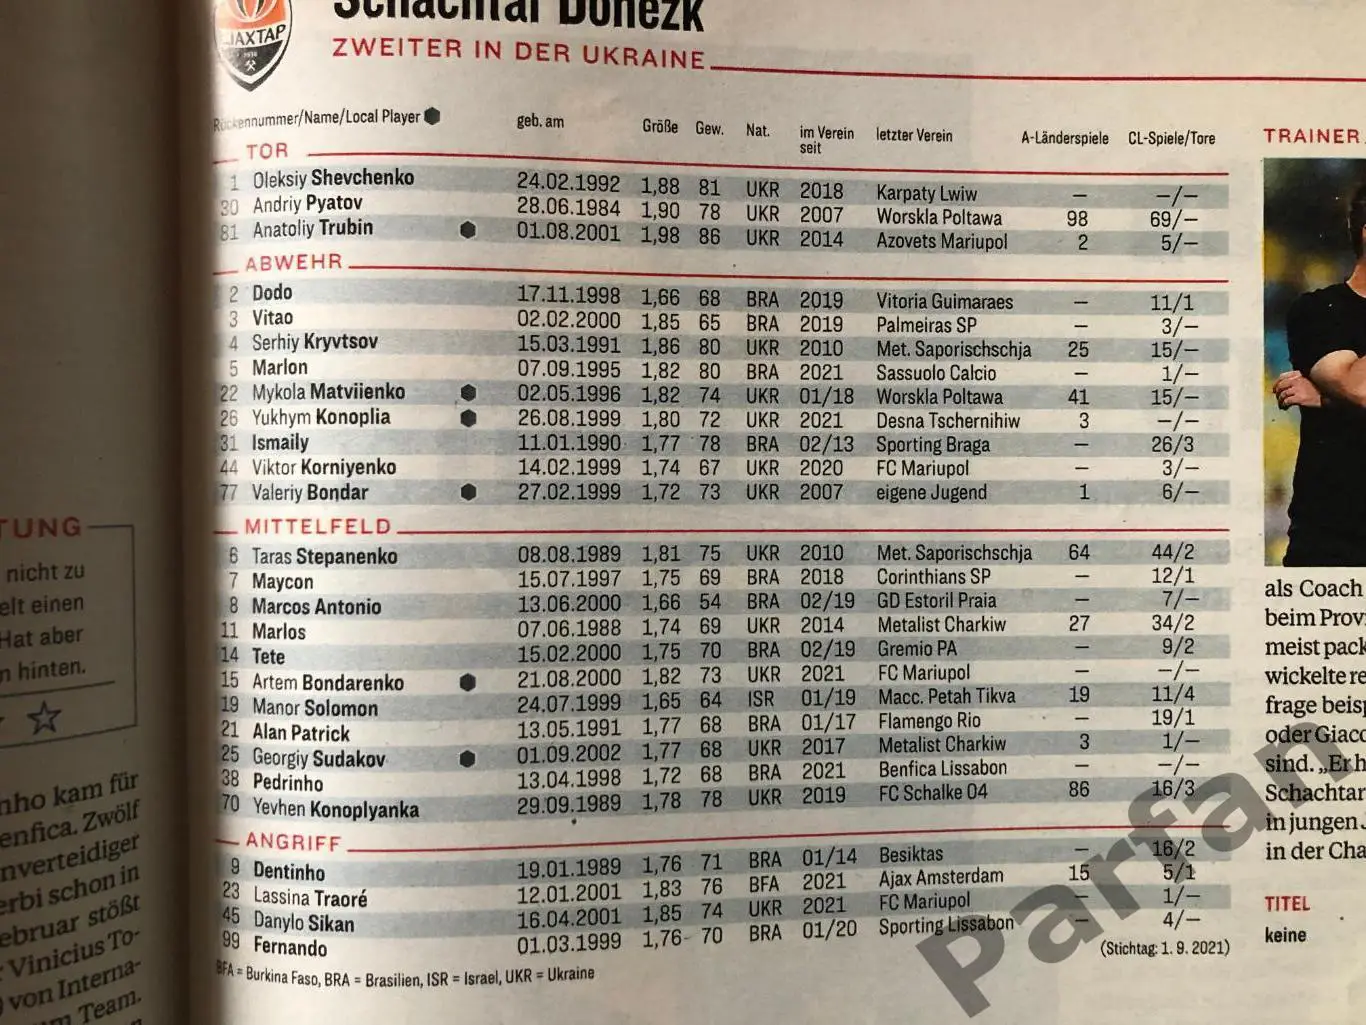 ШАХТАР
1936
Schachtar Donezk
ZWEITER IN DER UKRAINE
Rückennummer/Name/Local Player geb. am Größe Gew. Nat. im Verein seit letzter Verein A-Länderspiele CL-Spiele/Tore
TOR
1 Oleksiy Shevchenko 24.02.1992 1,88 81 UKR 2018 Karpaty Lwiw – –/–
30 Andriy Pyatov 28.06.1984 1,90 78 UKR 2007 Worskla Poltawa 98 69/–
81 Anatoliy Trubin 01.08.2001 1,98 86 UKR 2014 Azovets Mariupol 2 5/–
ABWEHR
2 Dodo 17.11.1998 1,66 68 BRA 2019 Vitoria Guimaraes – 11/1
3 Vitao 02.02.2000 1,85 65 BRA 2019 Palmeiras SP – 3/–
4 Serhiy Kryvtsov 15.03.1991 1,86 80 UKR 2010 Met. Saporischschja 25 15/–
5 Marlon 07.09.1995 1,82 80 BRA 2021 Sassuolo Calcio – 1/–
22 Mykola Matviienko 02.05.1996 1,82 74 UKR 01/18 Worskla Poltawa 41 15/–
26 Yukhym Konoplia 26.08.1999 1,80 72 UKR 2021 Desna Tschernihiw 3 –/–
31 Ismaily 11.01.1990 1,77 78 BRA 02/13 Sporting Braga – 26/3
44 Viktor Korniyenko 14.02.1999 1,74 67 UKR 2020 FC Mariupol – 3/–
77 Valeriy Bondar 27.02.1999 1,72 73 UKR 2007 eigene Jugend 1 6/–
MITTELFELD
6 Taras Stepanenko 08.08.1989 1,81 75 UKR 2010 Met. Saporischschja 64 44/2
7 Maycon 15.07.1997 1,75 69 BRA 2018 Corinthians SP – 12/1
8 Marcos Antonio 13.06.2000 1,66 54 BRA 02/19 GD Estoril Praia – 7/–
11 Marlos 07.06.1988 1,74 69 UKR 2014 Metalist Charkiw 27 34/2
14 Tete 15.02.2000 1,75 70 BRA 02/19 Gremio PA – 9/2
15 Artem Bondarenko 21.08.2000 1,82 73 UKR 2021 FC Mariupol – –/–
19 Manor Solomon 24.07.1999 1,65 64 ISR 01/19 Macc. Petah Tikva 19 11/4
21 Alan Patrick 13.05.1991 1,77 68 BRA 01/17 Flamengo Rio – 19/1
25 Georgiy Sudakov 01.09.2002 1,77 68 UKR 2017 Metalist Charkiw 3 1/–
38 Pedrinho 13.04.1998 1,72 68 BRA 2021 Benfica Lissabon – –/–
70 Yevhen Konoplyanka 29.09.1989 1,78 78 UKR 2019 FC Schalke 04 86 16/3
ANGRIFF
9 Dentinho 19.01.1989 1,76 71 BRA 01/14 Besiktas – 16/2
23 Lassina Traoré 12.01.2001 1,83 76 BFA 2021 Ajax Amsterdam 15 5/1
45 Danylo Sikan 16.04.2001 1,85 74 UKR 2021 FC Mariupol – 1/–
99 Fernando 01.03.1999 1,76 70 BRA 01/20 Sporting Lissabon – 4/–
(Stichtag: 1. 9. 2021)
BFA = Burkina Faso, BRA = Brasilien, ISR = Israel, UKR = Ukraine
TRAINER
als Coach
beim Provi
meist pack
wickelte re
frage beisp
oder Giaco
sind. „Er h
Schachtar
in jungen J
in der Cha
TITEL
keine
TUNG
nicht zu
elt einen
Hat aber
n hinten.
nho kam für
enfica. Zwölf
enverteidiger
erbi schon in
ebruar stößt
r Vinicius To-
) von Interna-
um Team.
Parfan